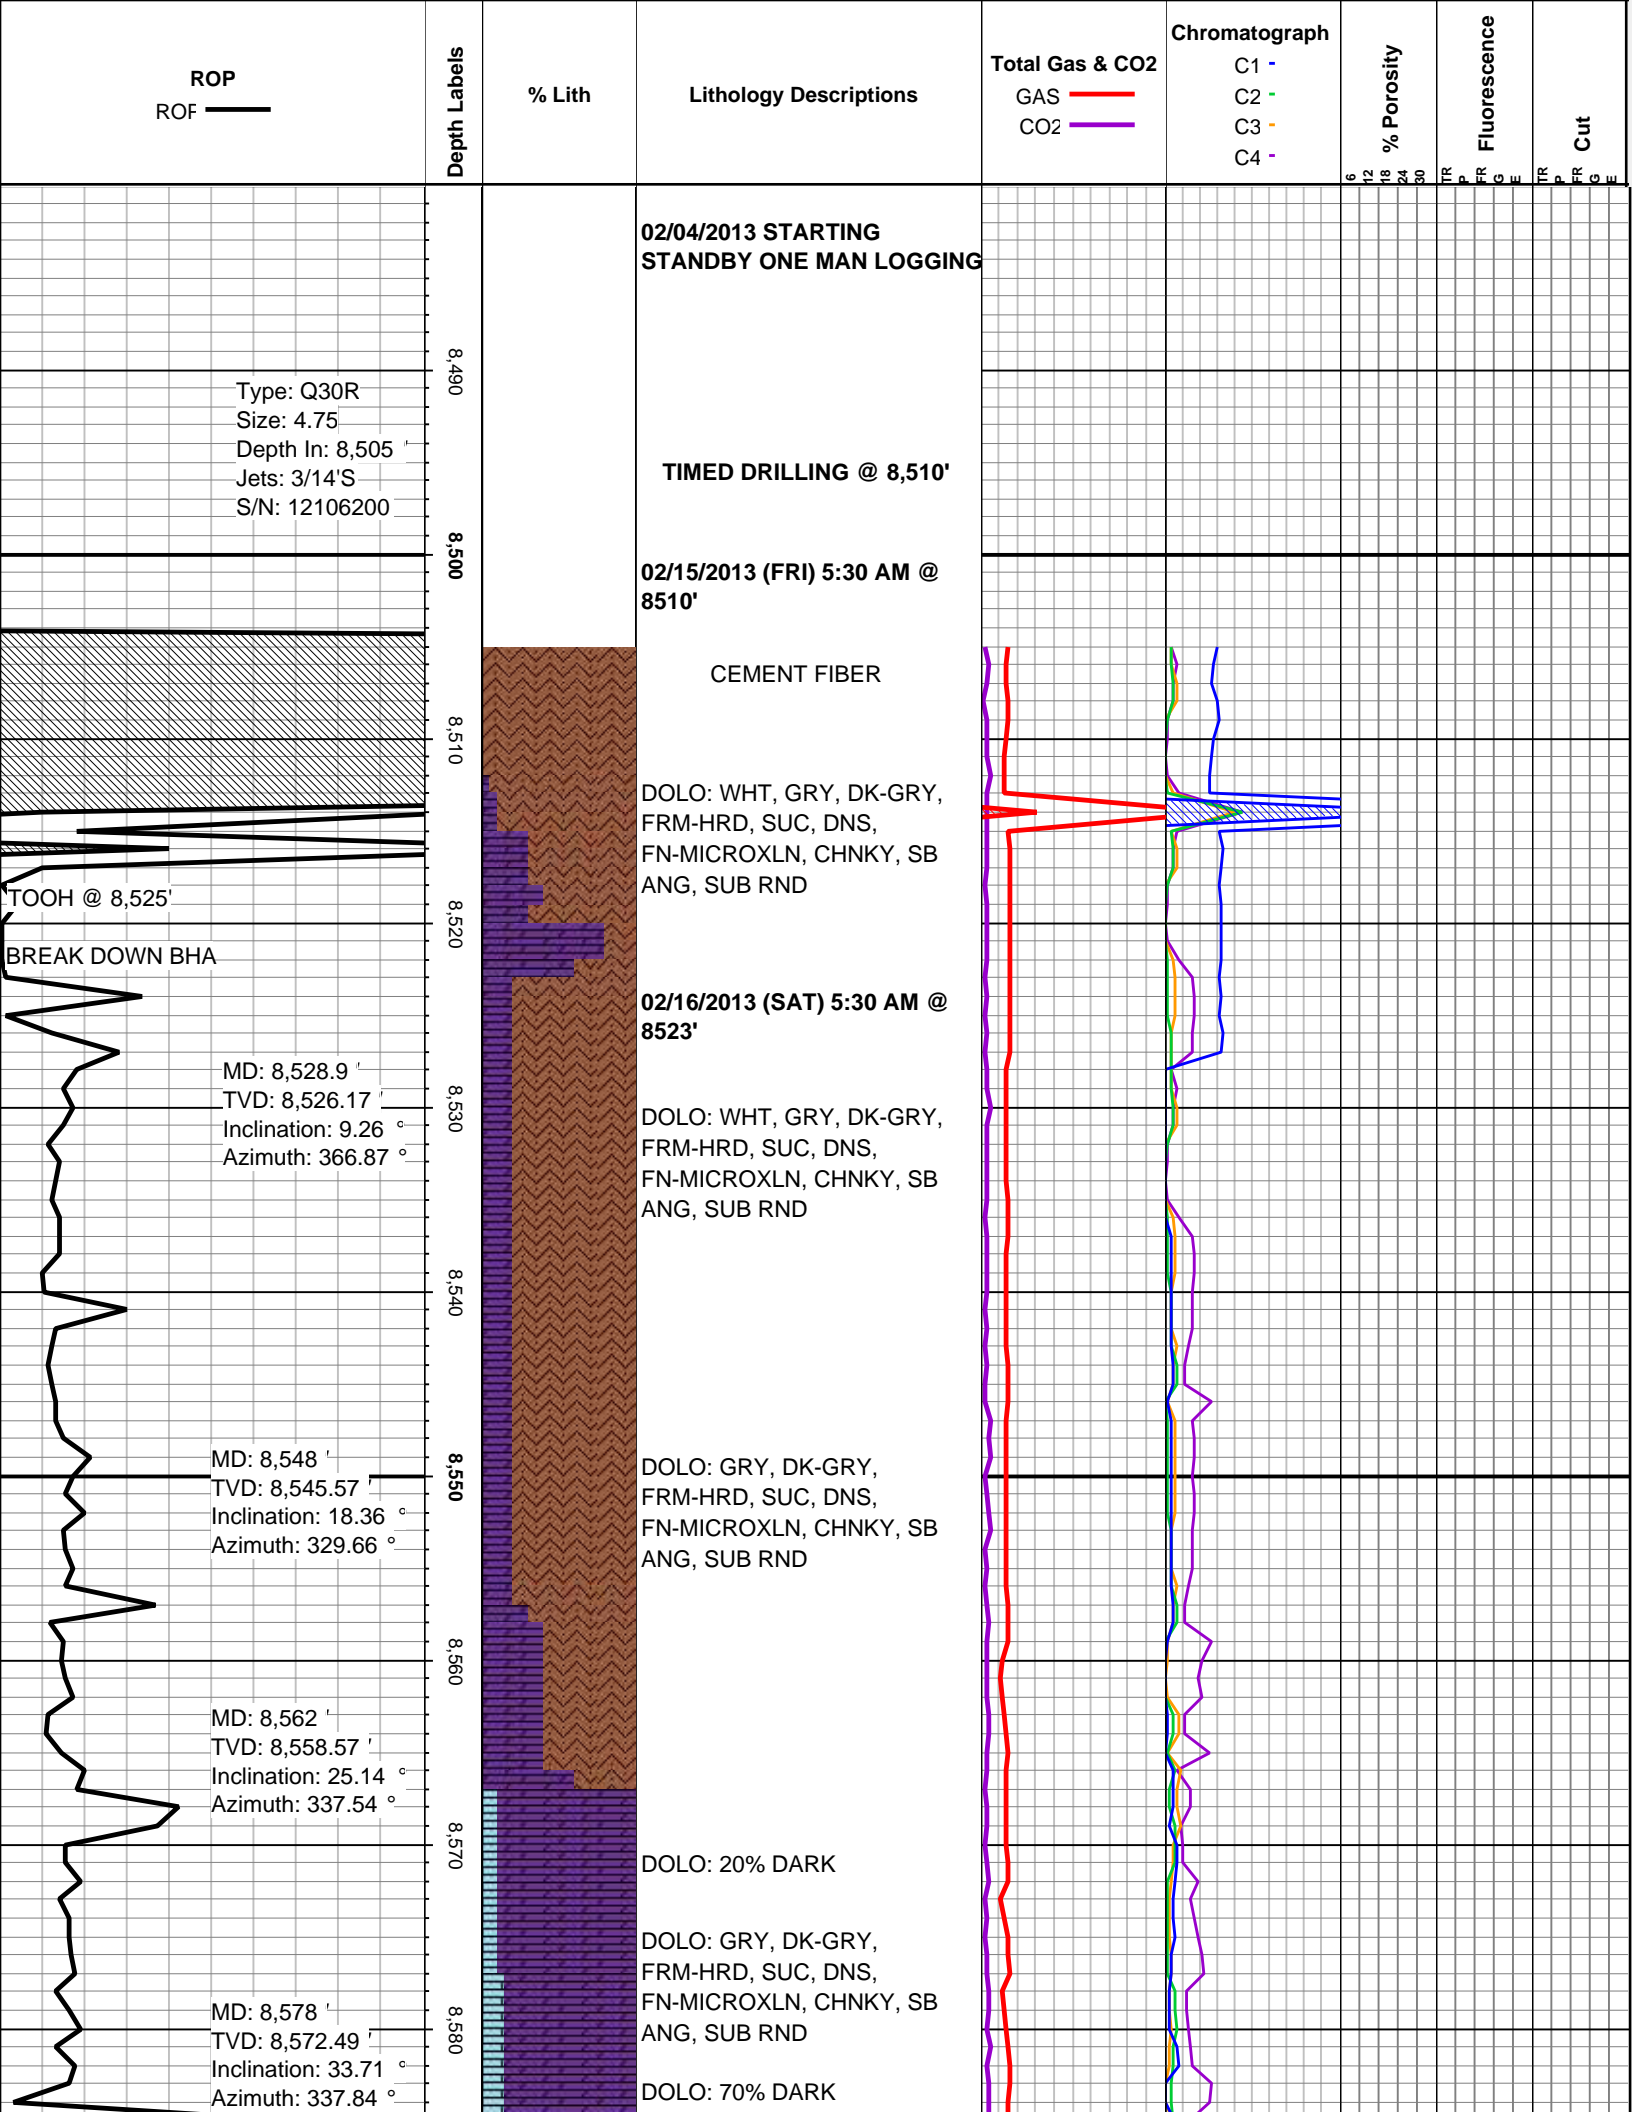 ROP
ROP
Depth Labels
% Lith
Lithology Descriptions
Total Gas & CO2
GAS
CO2
Chromatograph
C1
C2
C3
C4
% Porosity
6 12 18 24 30
Fluorescence
TR P FR G E
Cut
TR P FR G E
02/04/2013 STARTING
STANDBY ONE MAN LOGGING
8,490
Type: Q30R
Size: 4.75
Depth In: 8,505 '
Jets: 3/14'S
S/N: 12106200
TIMED DRILLING @ 8,510'
8,500
02/15/2013 (FRI) 5:30 AM @
8510'
CEMENT FIBER
8,510
DOLO: WHT, GRY, DK-GRY,
FRM-HRD, SUC, DNS,
FN-MICROXLN, CHNKY, SB
ANG, SUB RND
TOOH @ 8,525'
8,520
BREAK DOWN BHA
02/16/2013 (SAT) 5:30 AM @
8523'
MD: 8,528.9 '
TVD: 8,526.17 '
Inclination: 9.26 °
Azimuth: 366.87 °
8,530
DOLO: WHT, GRY, DK-GRY,
FRM-HRD, SUC, DNS,
FN-MICROXLN, CHNKY, SB
ANG, SUB RND
8,540
MD: 8,548 '
TVD: 8,545.57 '
Inclination: 18.36 °
Azimuth: 329.66 °
8,550
DOLO: GRY, DK-GRY,
FRM-HRD, SUC, DNS,
FN-MICROXLN, CHNKY, SB
ANG, SUB RND
8,560
MD: 8,562 '
TVD: 8,558.57 '
Inclination: 25.14 °
Azimuth: 337.54 °
8,570
DOLO: 20% DARK
DOLO: GRY, DK-GRY,
FRM-HRD, SUC, DNS,
FN-MICROXLN, CHNKY, SB
ANG, SUB RND
MD: 8,578 '
TVD: 8,572.49 '
Inclination: 33.71 °
Azimuth: 337.84 °
8,580
DOLO: 70% DARK